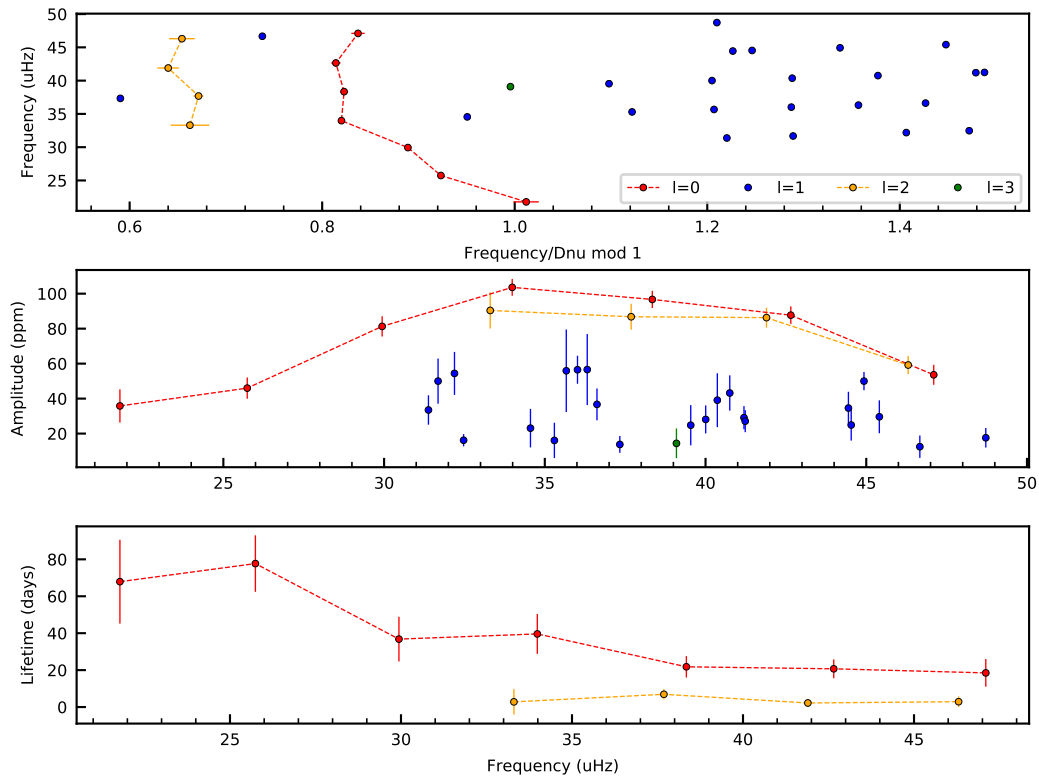 50
45
40
35
30
25
Frequency (uHz)
l=0 l=1 l=2 l=3
0.6 0.8 1.0 1.2 1.4
Frequency/Dnu mod 1
100
80
60
40
20
Amplitude (ppm)
25 30 35 40 45 50
80
60
40
20
0
Lifetime (days)
25 30 35 40 45
Frequency (uHz)